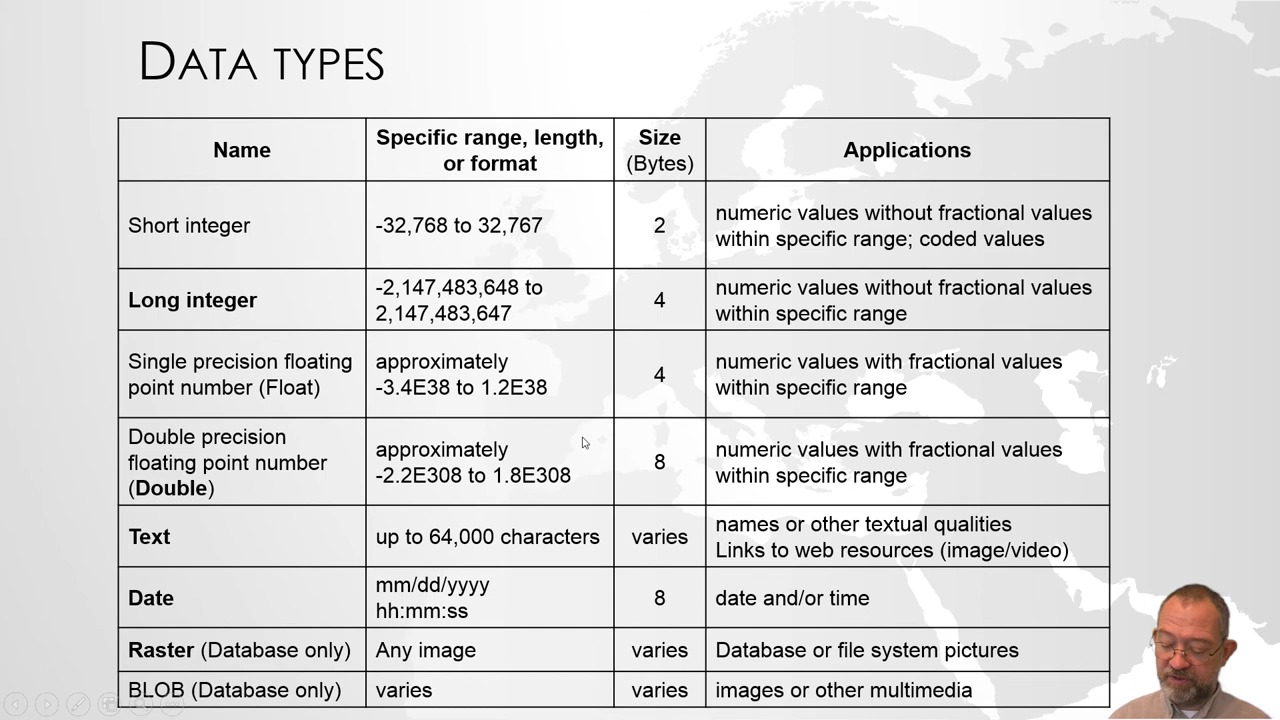 DATA TYPES
Name
Specific range, length,
or format
Size
(Bytes)
Applications
Short integer
-32,768 to 32,767
2
numeric values without fractional values
within specific range; coded values
Long integer
-2,147,483,648 to
2,147,483,647
4
numeric values without fractional values
within specific range
Single precision floating
point number (Float)
approximately
-3.4E38 to 1.2E38
4
numeric values with fractional values
within specific range
Double precision
floating point number
(Double)
approximately
-2.2E308 to 1.8E308
8
numeric values with fractional values
within specific range
Text
up to 64,000 characters
varies
names or other textual qualities
Links to web resources (image/video)
Date
mm/dd/yyyy
hh:mm:ss
8
date and/or time
Raster (Database only)
Any image
varies
Database or file system pictures
BLOB (Database only)
varies
varies
images or other multimedia